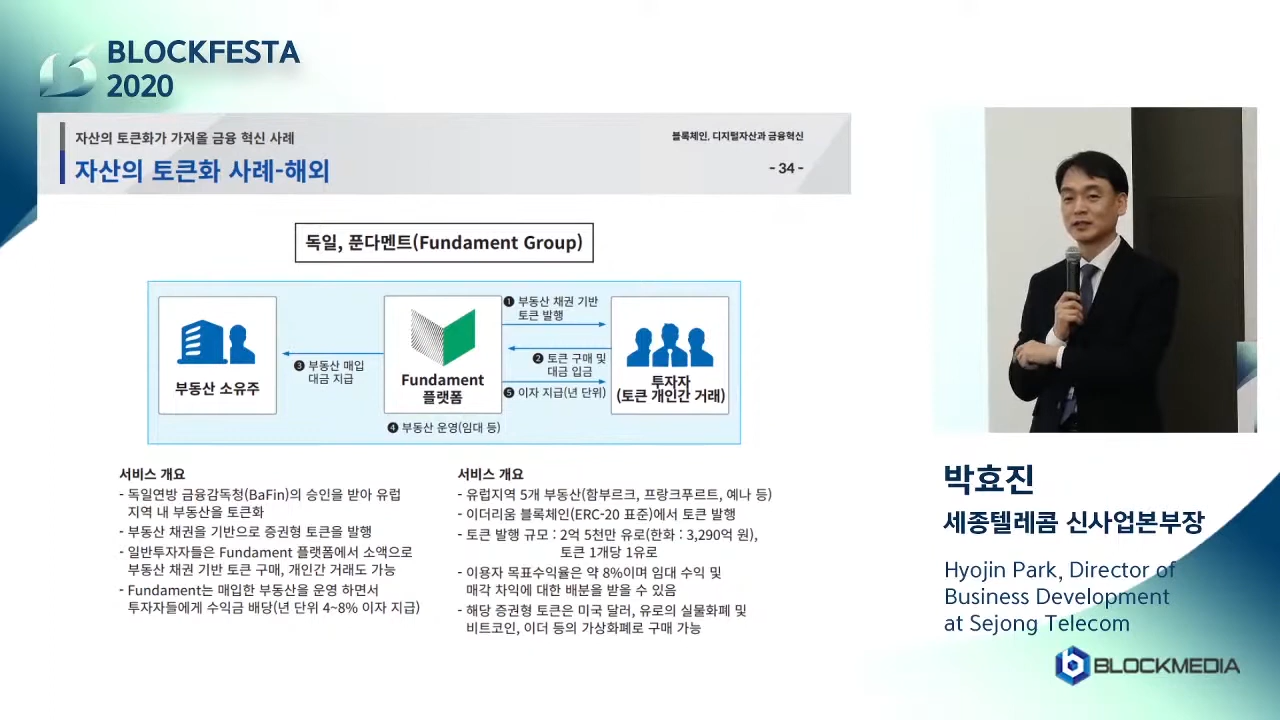 BLOCKFESTA
2020
자산의 토큰화가 가져올 금융 혁신 사례
블록체인, 디지털자산과 금융혁신
자산의 토큰화 사례-해외
- 34 -
독일, 푼다멘트(Fundament Group)
❶ 부동산 채권 기반
토큰 발행
❷ 토큰 구매 및
대금 입금
❸ 부동산 매입
대금 지급
부동산 소유주
Fundament
플랫폼
❺ 이자 지급(년 단위)
투자자
(토큰 개인간 거래)
❹ 부동산 운영(임대 등)
서비스 개요
- 독일연방 금융감독청(BaFin)의 승인을 받아 유럽
지역 내 부동산을 토큰화
- 부동산 채권을 기반으로 증권형 토큰을 발행
- 일반투자자들은 Fundament 플랫폼에서 소액으로
부동산 채권 기반 토큰 구매, 개인간 거래도 가능
- Fundament는 매입한 부동산을 운영 하면서
투자자들에게 수익금 배당(년 단위 4~8% 이자 지급)
서비스 개요
- 유럽지역 5개 부동산(함부르크, 프랑크푸르트, 예나 등)
- 이더리움 블록체인(ERC-20 표준)에서 토큰 발행
- 토큰 발행 규모 : 2억 5천만 유로(한화 : 3,290억 원),
토큰 1개당 1유로
- 이용자 목표수익율은 약 8%이며 임대 수익 및
매각 차익에 대한 배분을 받을 수 있음
- 해당 증권형 토큰은 미국 달러, 유로의 실물화폐 및
비트코인, 이더 등의 가상화폐로 구매 가능
박효진
세종텔레콤 신사업본부장
Hyojin Park, Director of
Business Development
at Sejong Telecom
BLOCKMEDIA